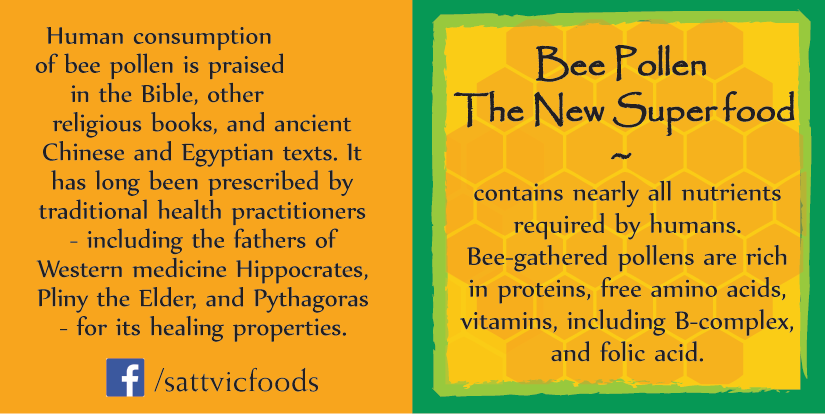 Human consumption
of bee pollen is praised
in the Bible, other
religious books, and ancient
Chinese and Egyptian texts. It
has long been prescribed by
traditional health practitioners
- including the fathers of
Western medicine Hippocrates,
Pliny the Elder, and Pythagoras
- for its healing properties.
f /sattvicfoods
Bee Pollen
The New Super food
~
contains nearly all nutrients
required by humans.
Bee-gathered pollens are rich
in proteins, free amino acids,
vitamins, including B-complex,
and folic acid.